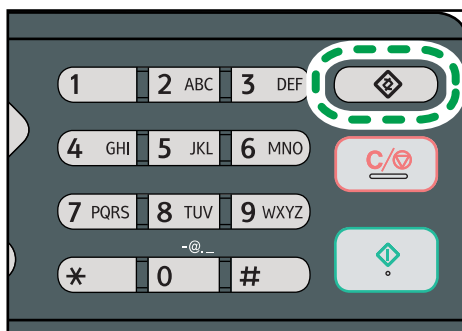 1 2 ABC 3 DEF
C/
4 GHI 5 JKL 6 MNO
7 PQRS 8 TUV 9 WXYZ
-@._
* 0 #